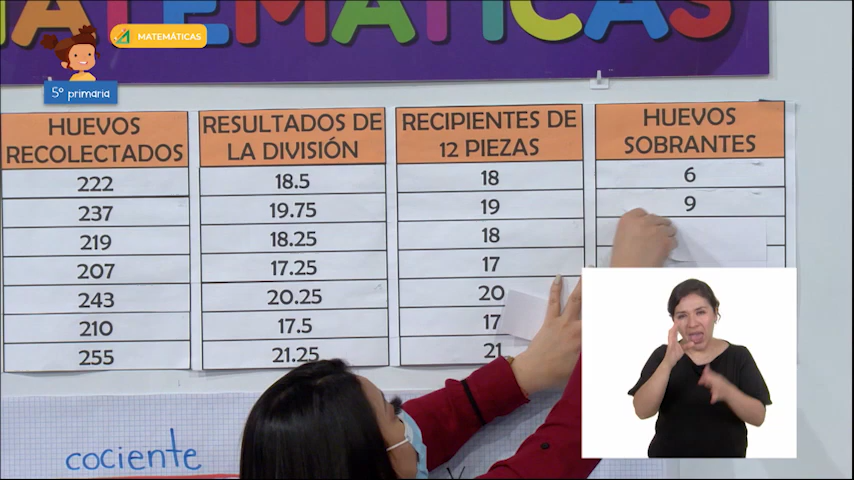 MATEMÁTICAS
MATEMÁTICAS
5° primaria
HUEVOS RECOLECTADOS
RESULTADOS DE LA DIVISIÓN
RECIPIENTES DE 12 PIEZAS
HUEVOS SOBRANTES
222 18.5 18 6
237 19.75 19 9
219 18.25 18
207 17.25 17
243 20.25 20
210 17.5 17
255 21.25 21
cociente